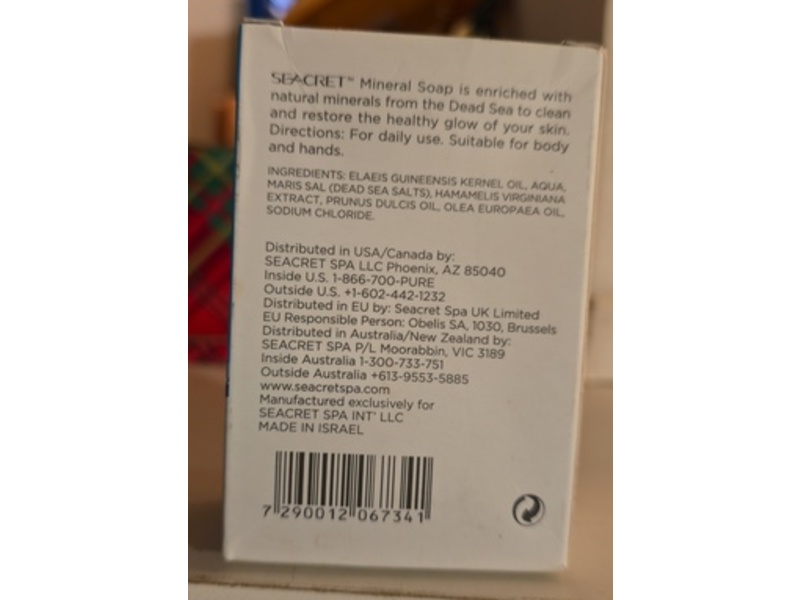 SEACRET™ Mineral Soap is enriched with
natural minerals from the Dead Sea to clean
and restore the healthy glow of your skin.
Directions: For daily use. Suitable for body
and hands.
INGREDIENTS: ELAEIS GUINEENSIS KERNEL OIL, AQUA,
MARIS SAL (DEAD SEA SALTS), HAMAMELIS VIRGINIANA
EXTRACT, PRUNUS DULCIS OIL, OLEA EUROPAEA OIL,
SODIUM CHLORIDE.
Distributed in USA/Canada by:
SEACRET SPA LLC Phoenix, AZ 85040
Inside U.S. 1-866-700-PURE
Outside U.S. +1-602-442-1232
Distributed in EU by: Seacret Spa UK Limited
EU Responsible Person: Obelis SA, 1030, Brussels
Distributed in Australia/New Zealand by:
SEACRET SPA P/L Moorabbin, VIC 3189
Inside Australia 1-300-733-751
Outside Australia +613-9553-5885
www.seacretspa.com
Manufactured exclusively for
SEACRET SPA INT' LLC
MADE IN ISRAEL
7 290012 067341